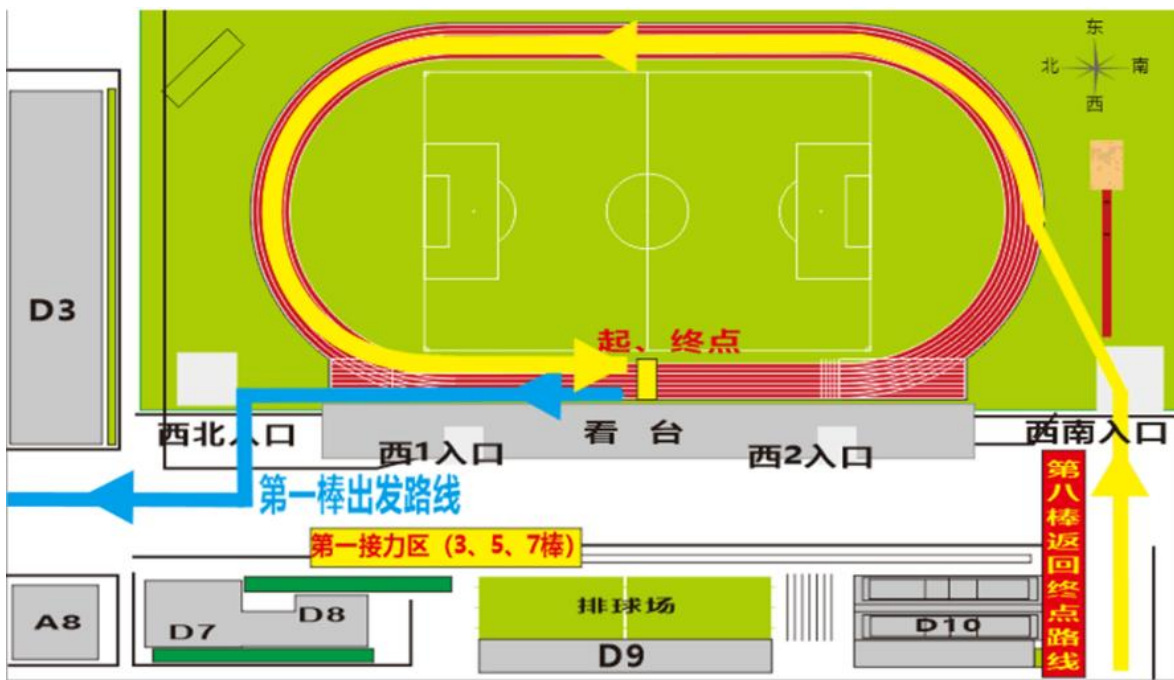 东
北
南
西
D3
起、终点
看 台
西北入口
西1入口
西2入口
西南入口
第一棒出发路线
第一接力区（3、5、7棒）
第八棒返回终点路线
A8
D7
D8
排球场
D9
D10